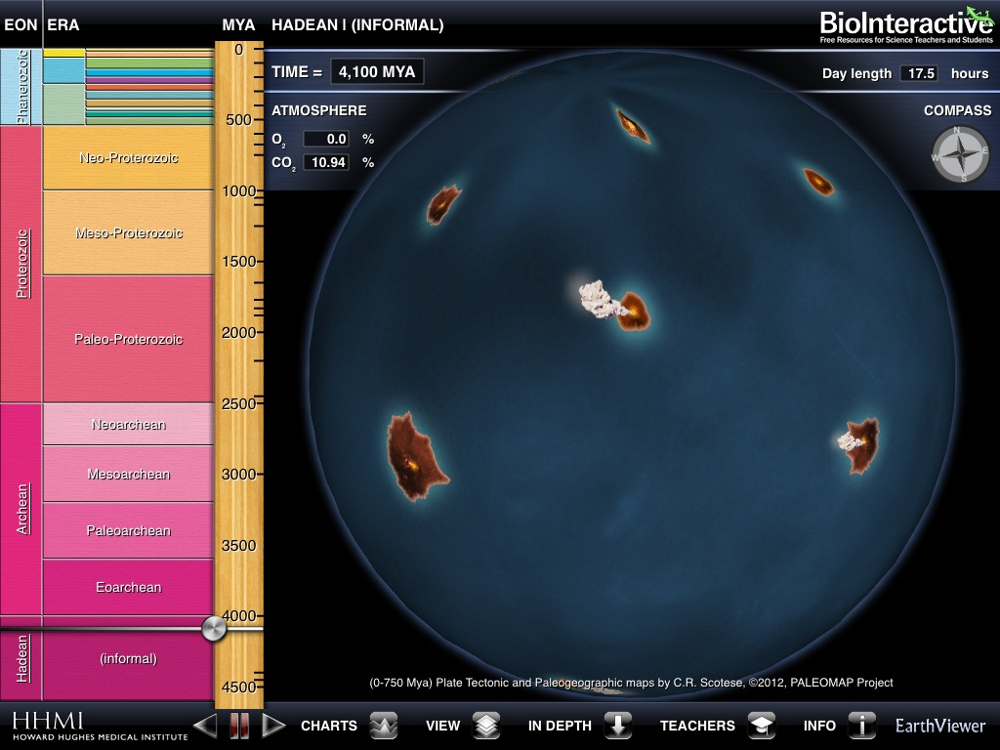 EON ERA MYA HADEAN | (INFORMAL)
BioInteractive
Free Resources for Science Teachers and Students
TIME = 4,100 MYA
Day length 17.5 hours
ATMOSPHERE
O2 0.0 %
CO2 10.94 %
COMPASS
N
W E
S
Phanerozoic
Proterozoic
Archean
Hadean
Neo-Proterozoic
Meso-Proterozoic
Paleo-Proterozoic
Neoarchean
Mesoarchean
Paleoarchean
Eoarchean
(informal)
0
500
1000
1500
2000
2500
3000
3500
4000
4500
(0-750 Mya) Plate Tectonic and Paleogeographic maps by C.R. Scotese, ©2012, PALEOMAP Project
HHMI
HOWARD HUGHES MEDICAL INSTITUTE
CHARTS VIEW IN DEPTH TEACHERS INFO i EarthViewer